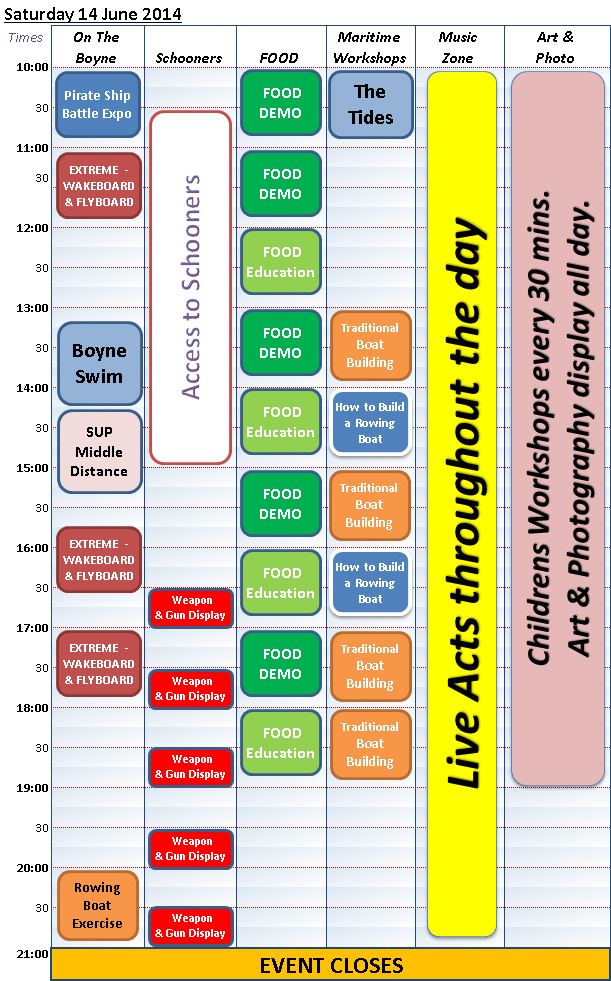 Saturday 14 June 2014
Times
On The
Boyne
Schooners
FOOD
Maritime
Workshops
Music
Zone
Art &
Photo
10:00
30
11:00
30
12:00
30
13:00
30
14:00
30
15:00
30
16:00
30
17:00
30
18:00
30
19:00
30
20:00
30
21:00
Pirate Ship
Battle Expo
EXTREME -
WAKEBOARD
& FLYBOARD
Boyne
Swim
SUP
Middle
Distance
EXTREME -
WAKEBOARD
& FLYBOARD
EXTREME -
WAKEBOARD
& FLYBOARD
Rowing
Boat
Exercise
Access to Schooners
Weapon
& Gun Display
Weapon
& Gun Display
Weapon
& Gun Display
Weapon
& Gun Display
Weapon
& Gun Display
FOOD
DEMO
FOOD
DEMO
FOOD
Education
FOOD
DEMO
FOOD
Education
FOOD
DEMO
FOOD
Education
FOOD
DEMO
FOOD
Education
The
Tides
Traditional
Boat
Building
How to Build
a Rowing
Boat
Traditional
Boat
Building
How to Build
a Rowing
Boat
Traditional
Boat
Building
Traditional
Boat
Building
Live Acts throughout the day
Childrens Workshops every 30 mins.
Art & Photography display all day.
EVENT CLOSES